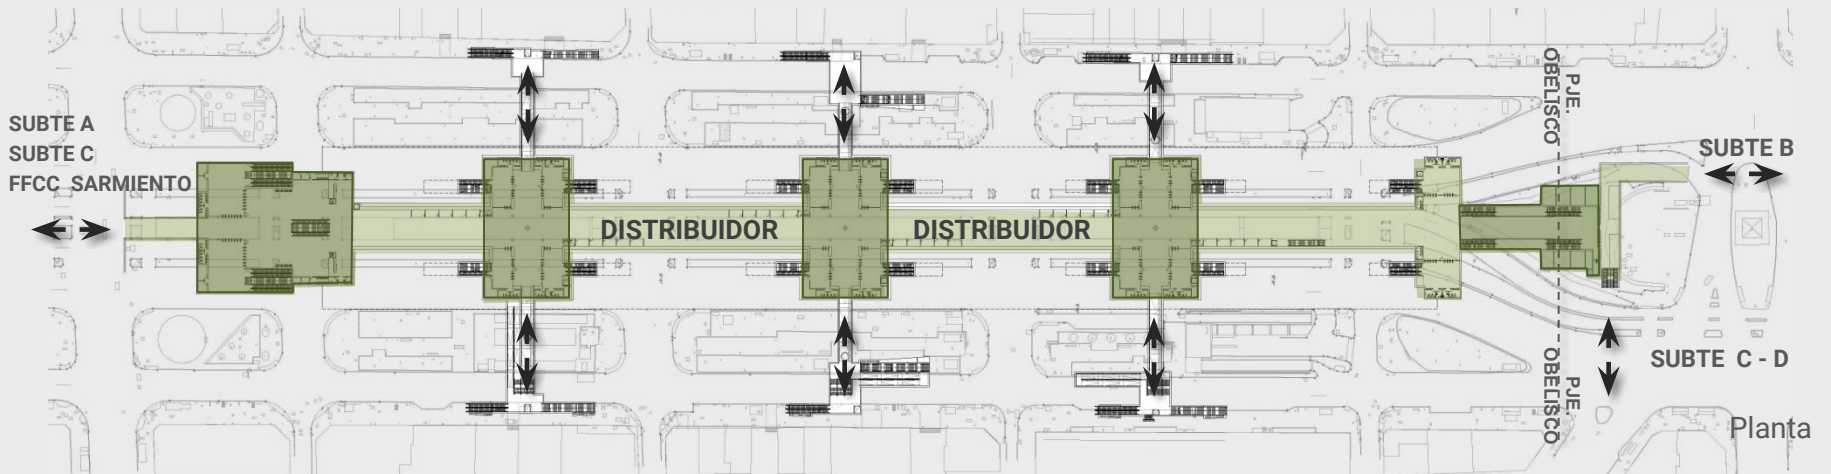 SUBTE A
SUBTE C
FFCC SARMIENTO
DISTRIBUIDOR
DISTRIBUIDOR
PJE.
OBELISCO
SUBTE B
SUBTE C - D
PJE.
OBELISCO
Planta